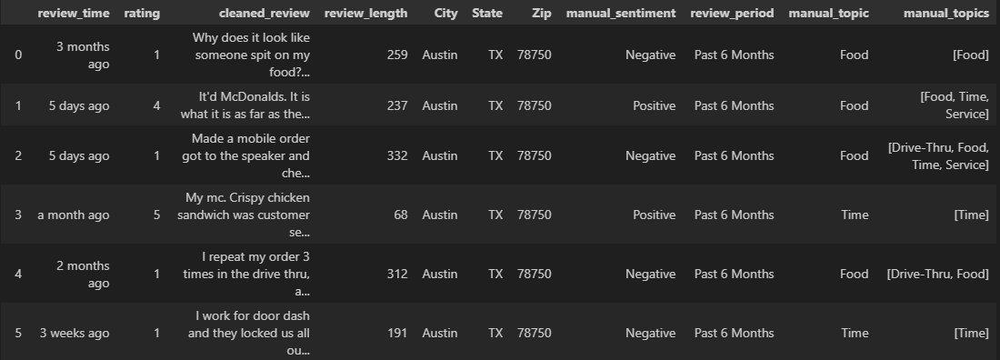 review_time rating cleaned_review review_length City State Zip manual_sentiment review_period manual_topic manual_topics
0 3 months ago 1 Why does it look like someone spit on my food?... 259 Austin TX 78750 Negative Past 6 Months Food [Food]
1 5 days ago 4 It'd McDonalds. It is what it is as far as the... 237 Austin TX 78750 Positive Past 6 Months Food [Food, Time, Service]
2 5 days ago 1 Made a mobile order got to the speaker and che... 332 Austin TX 78750 Negative Past 6 Months Food [Drive-Thru, Food, Time, Service]
3 a month ago 5 My mc. Crispy chicken sandwich was customer se... 68 Austin TX 78750 Positive Past 6 Months Time [Time]
4 2 months ago 1 I repeat my order 3 times in the drive thru, a... 312 Austin TX 78750 Negative Past 6 Months Food [Drive-Thru, Food]
5 3 weeks ago 1 I work for door dash and they locked us all ou... 191 Austin TX 78750 Negative Past 6 Months Time [Time]